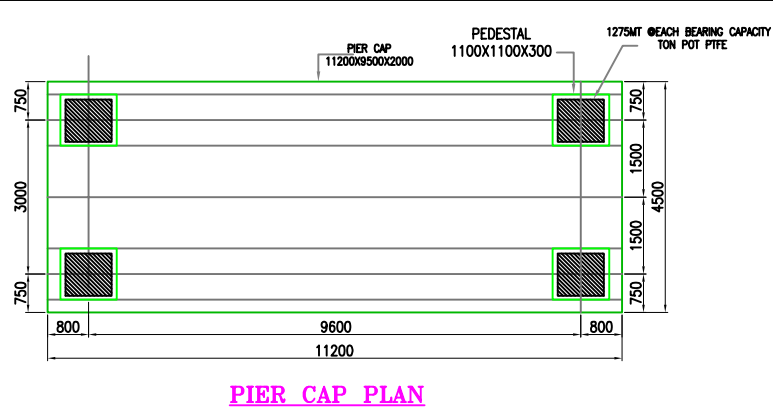 PEDESTAL
1100X1100X300
1275MT @EACH BEARING CAPACITY
TON POT PTFE
PIER CAP
11200X9500X2000
750
750
3000
1500
4500
1500
750
750
800
9600
800
11200
PIER CAP PLAN